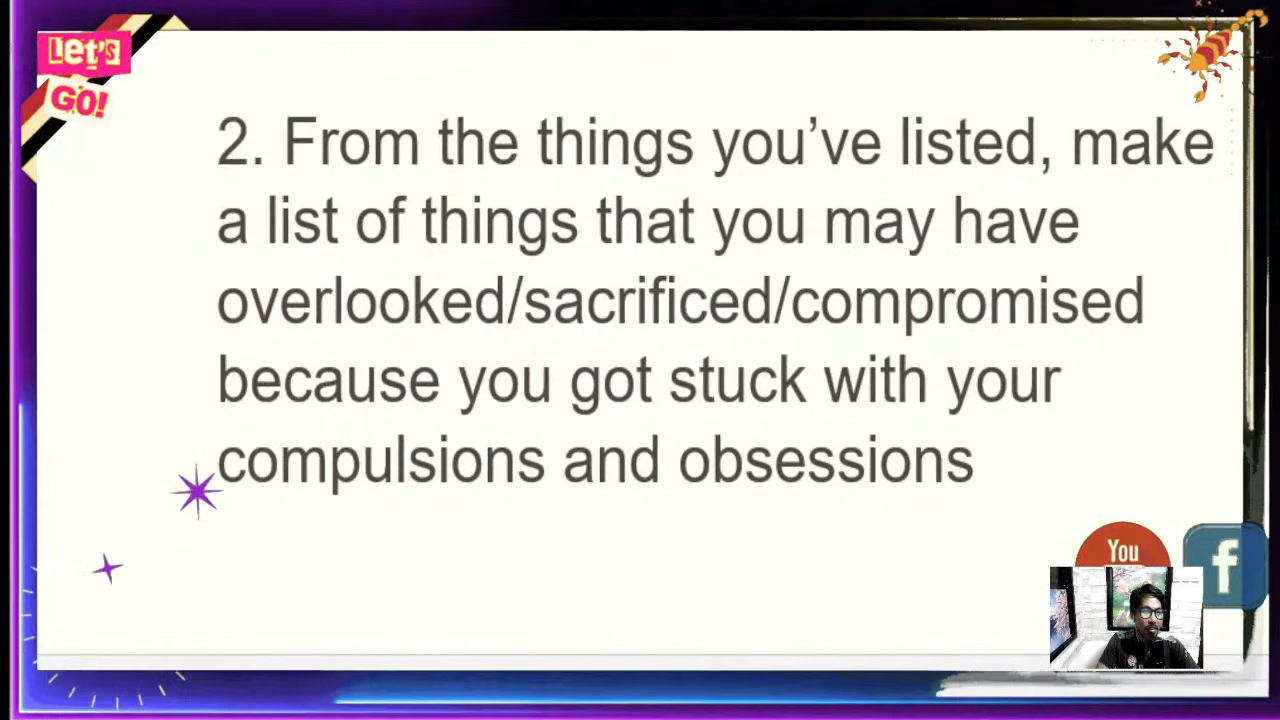 LET'S
GO!
2. From the things you’ve listed, make
a list of things that you may have
overlooked/sacrificed/compromised
because you got stuck with your
compulsions and obsessions
You
f